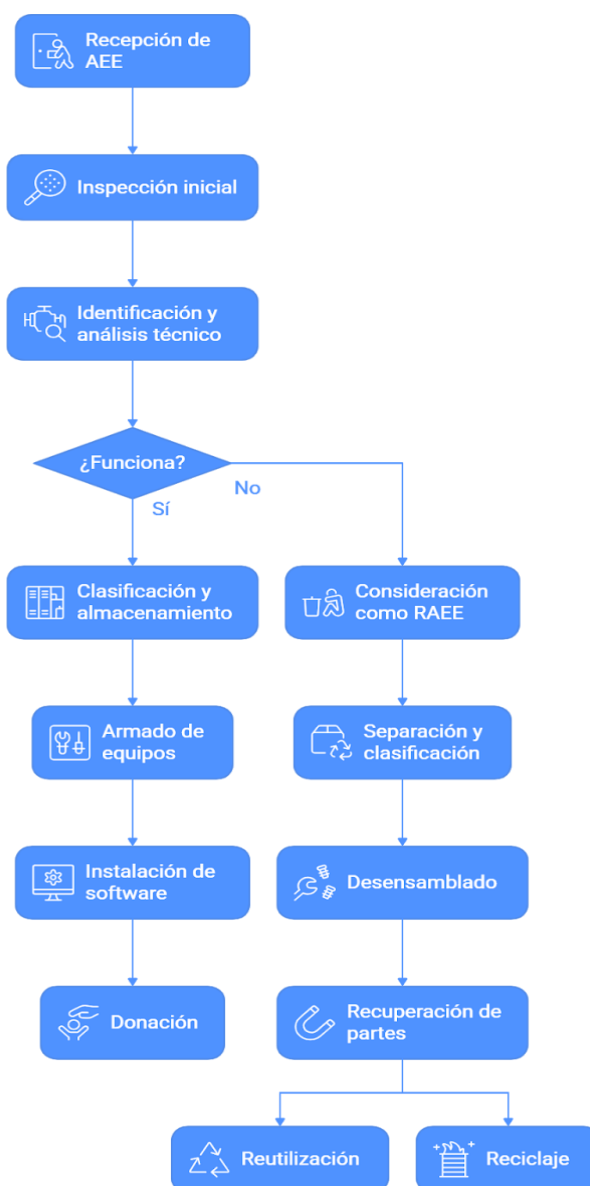 Recepción de
AEE
Inspección inicial
Identificación y
análisis técnico
¿Funciona?
No
Sí
Clasificación y
almacenamiento
Consideración
como RAEE
Armado de
equipos
Separación y
clasificación
Instalación de
software
Desensamblado
Donación
Recuperación de
partes
Reutilización
Reciclaje